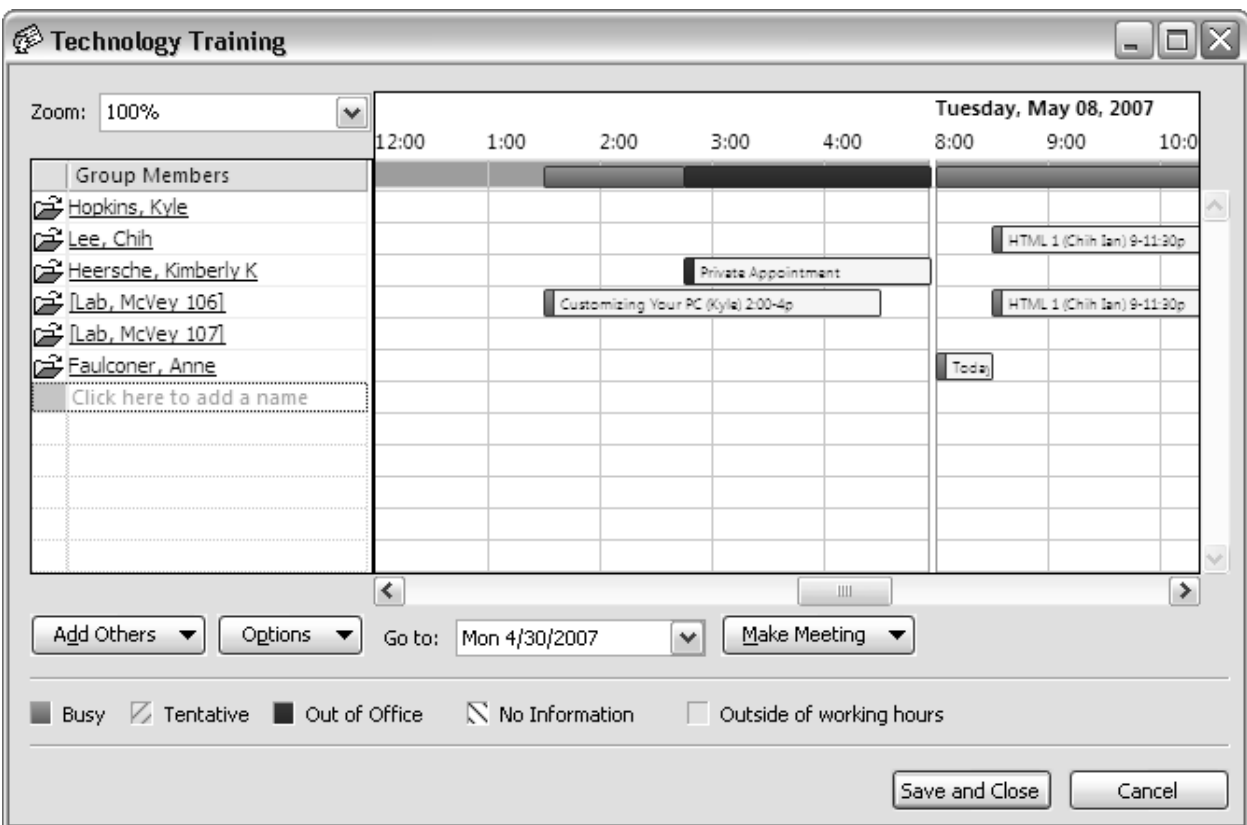 Technology Training
Zoom: 100%
Tuesday, May 08, 2007
12:00 1:00 2:00 3:00 4:00 8:00 9:00 10:0
Group Members
Hopkins, Kyle
Lee, Chih HTML 1 (Chih Ian) 9-11:30p
Heersche, Kimberly K Private Appointment
[Lab, McVey 106] Customizing Your PC (Kyle) 2:00-4p HTML 1 (Chih Ian) 9-11:30p
[Lab, McVey 107]
Faulconer, Anne Today
Click here to add a name
Add Others Options Go to: Mon 4/30/2007 Make Meeting
Busy Tentative Out of Office No Information Outside of working hours
Save and Close Cancel